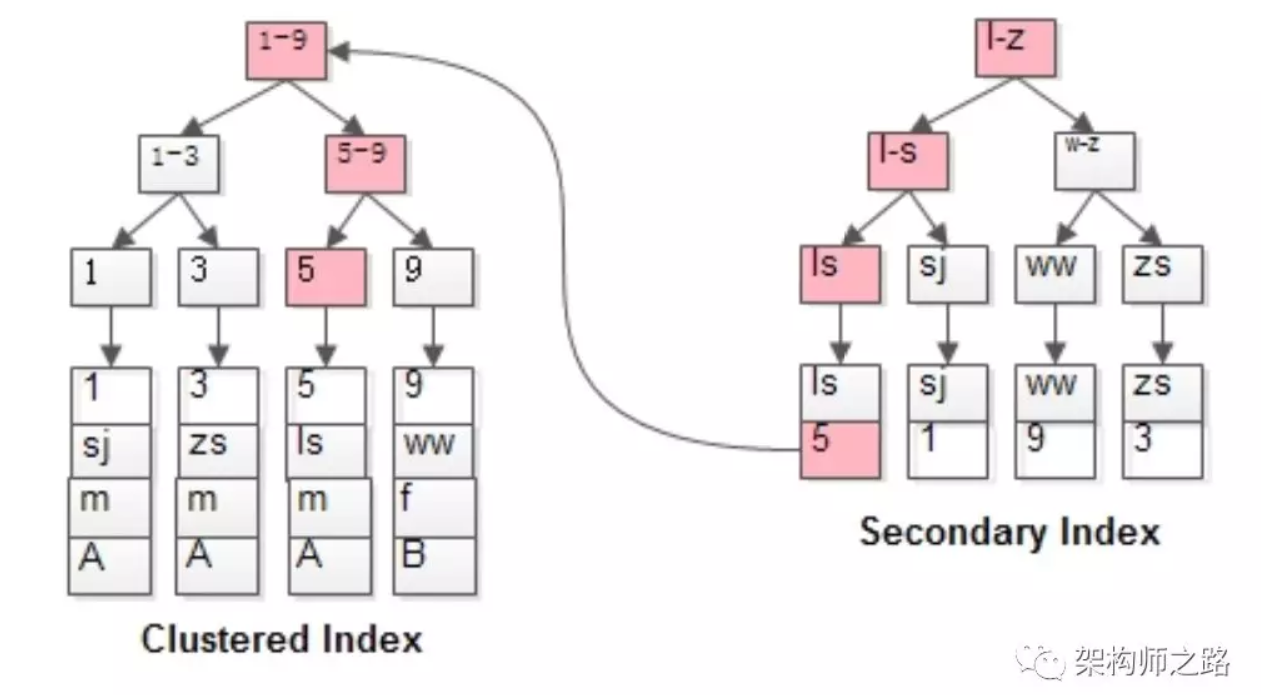 1-9
1-3
5-9
1
3
5
9
1
3
5
9
sj
zs
ls
ww
m
m
m
f
A
A
A
B
Clustered Index
l-z
l-s
w-z
ls
sj
ww
zs
ls
sj
ww
zs
5
1
9
3
Secondary Index
架构师之路